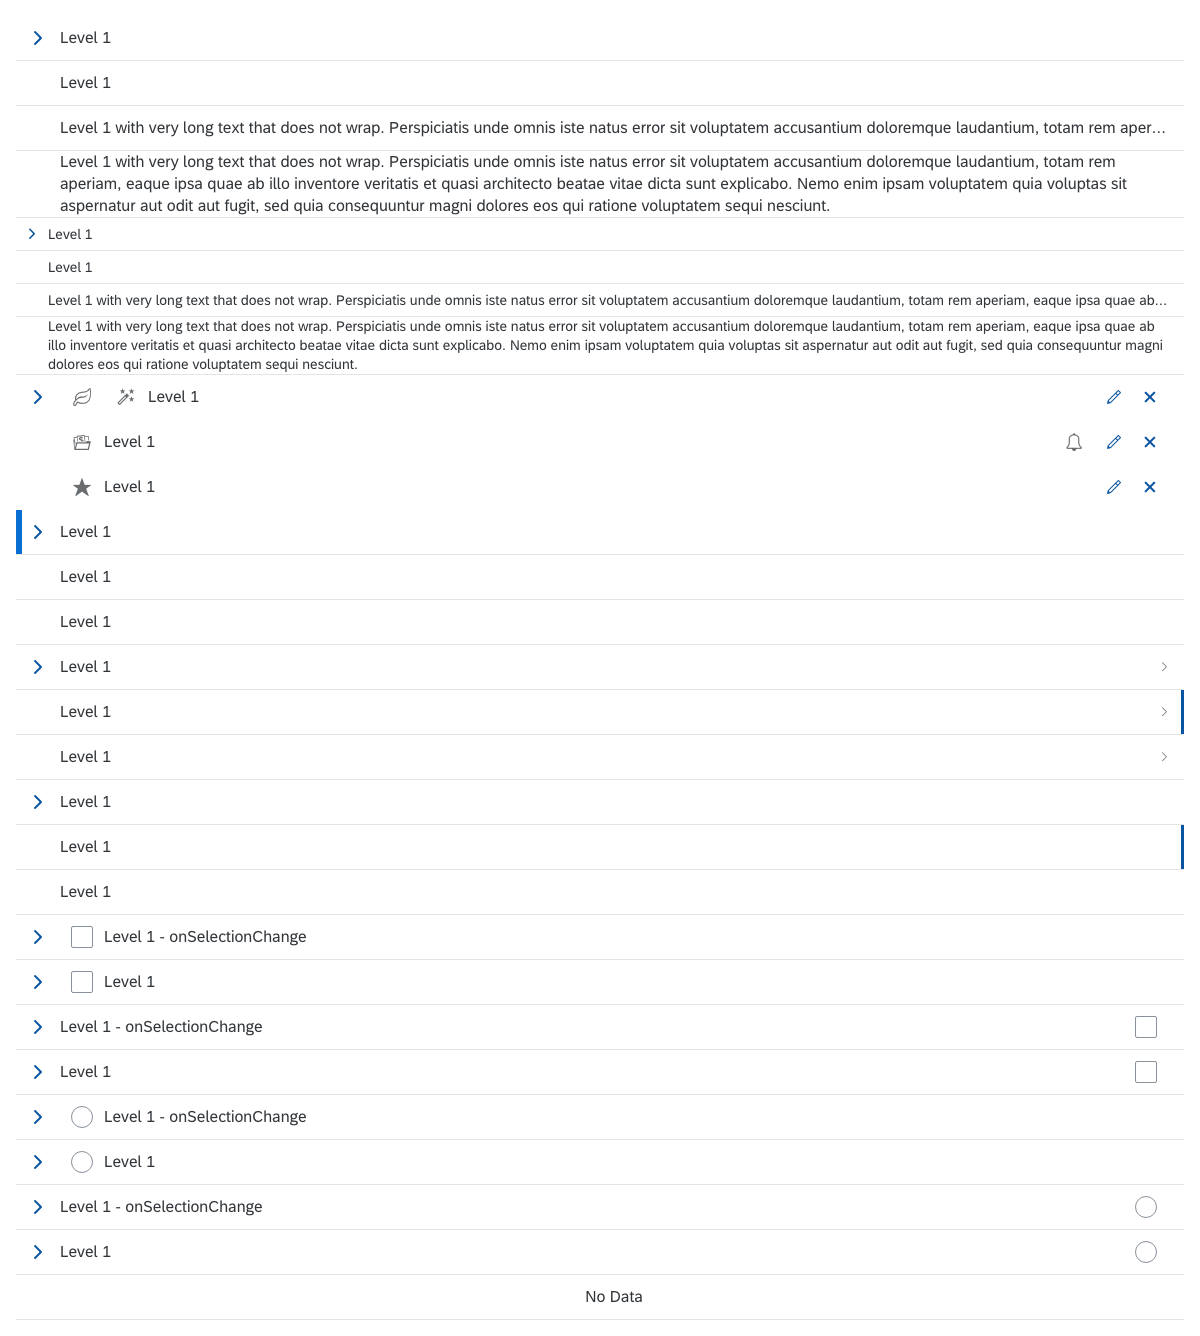 Level 1
Level 1
Level 1 with very long text that does not wrap. Perspiciatis unde omnis iste natus error sit voluptatem accusantium doloremque laudantium, totam rem aper…
Level 1 with very long text that does not wrap. Perspiciatis unde omnis iste natus error sit voluptatem accusantium doloremque laudantium, totam rem
aperiam, eaque ipsa quae ab illo inventore veritatis et quasi architecto beatae vitae dicta sunt explicabo. Nemo enim ipsam voluptatem quia voluptas sit
aspernatur aut odit aut fugit, sed quia consequuntur magni dolores eos qui ratione voluptatem sequi nesciunt.
Level 1
Level 1
Level 1 with very long text that does not wrap. Perspiciatis unde omnis iste natus error sit voluptatem accusantium doloremque laudantium, totam rem aperiam, eaque ipsa quae ab…
Level 1 with very long text that does not wrap. Perspiciatis unde omnis iste natus error sit voluptatem accusantium doloremque laudantium, totam rem aperiam, eaque ipsa quae ab
illo inventore veritatis et quasi architecto beatae vitae dicta sunt explicabo. Nemo enim ipsam voluptatem quia voluptas sit aspernatur aut odit aut fugit, sed quia consequuntur magni
dolores eos qui ratione voluptatem sequi nesciunt.
Level 1
Level 1
Level 1
Level 1
Level 1
Level 1
Level 1
Level 1
Level 1
Level 1
Level 1
Level 1
Level 1 - onSelectionChange
Level 1
Level 1 - onSelectionChange
Level 1
Level 1 - onSelectionChange
Level 1
Level 1 - onSelectionChange
Level 1
No Data